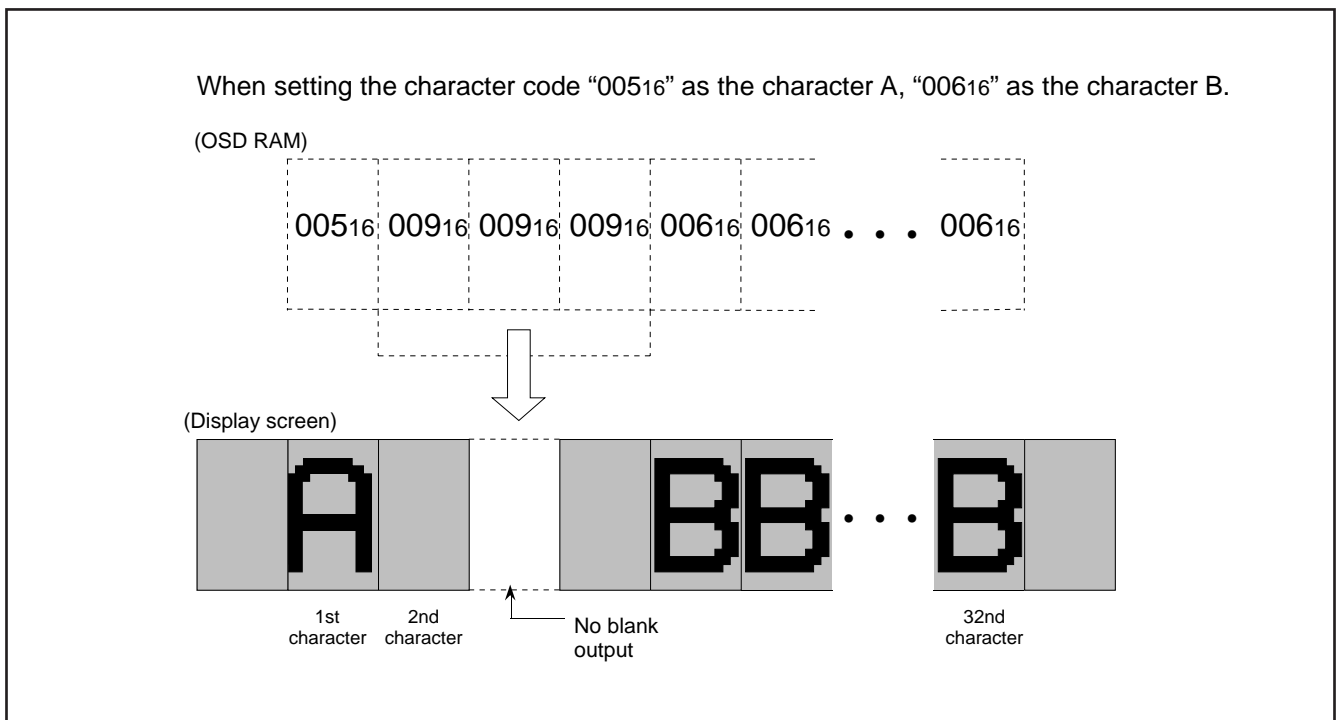 When setting the character code “00516” as the character A, “00616” as the character B.
(OSD RAM)
00516 00916 00916 00916 00616 00616 • • • 00616
(Display screen)
A B B • • • B
1st character
2nd character
No blank output
32nd character